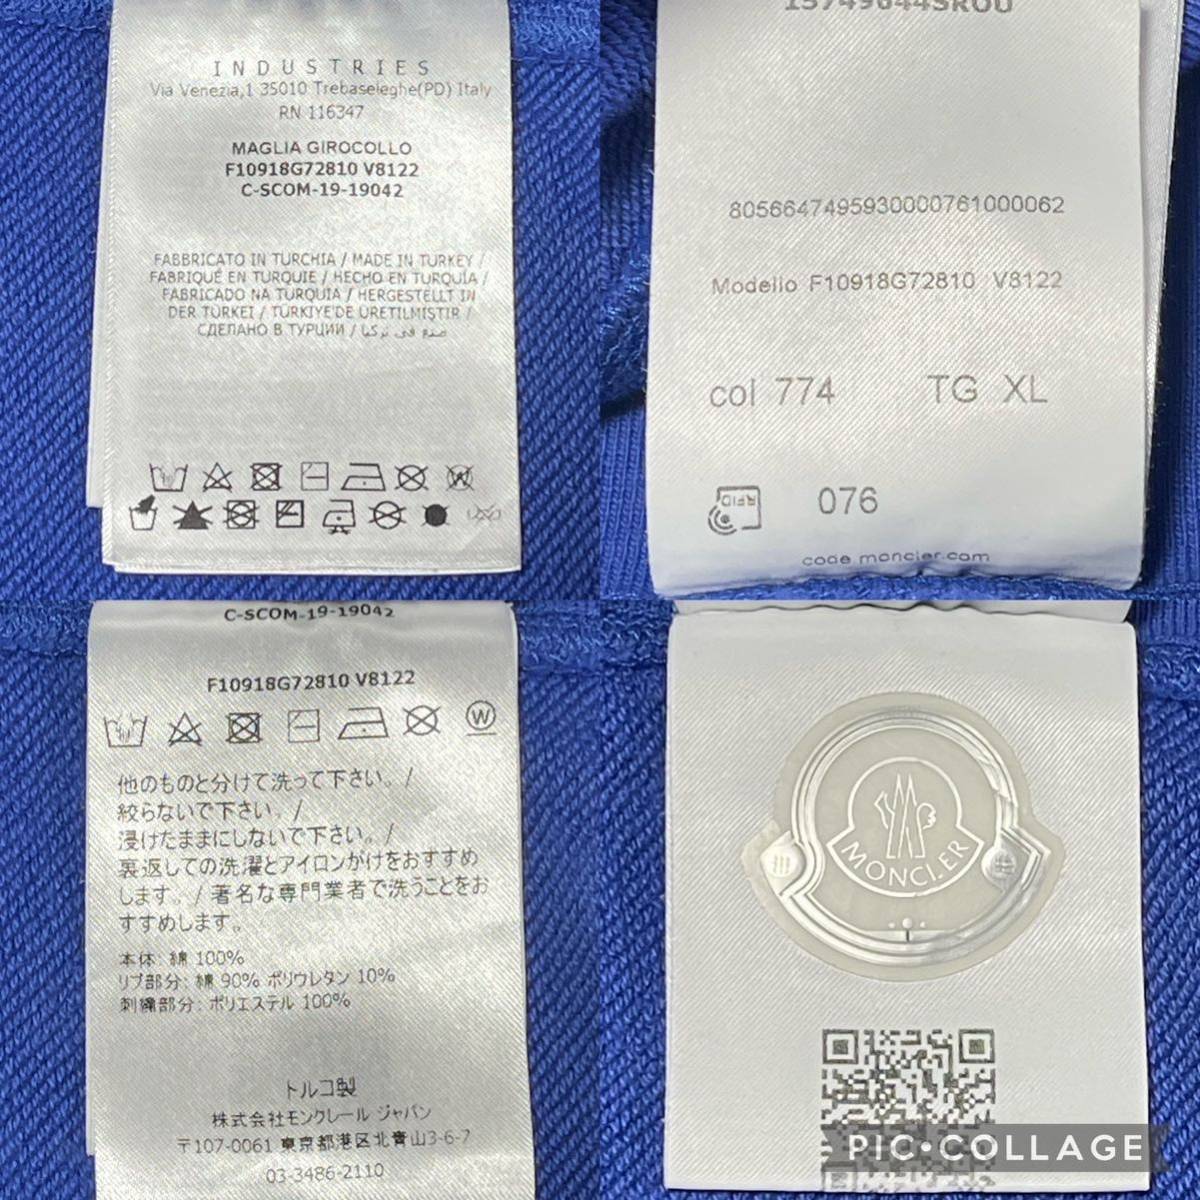 INDUSTRIES
Via Venezia,1 35010 Trebaseleghe(PD) Italy
RN 116347
MAGLIA GIROCOLLO
F10918G72810 V8122
C-SCOM-19-19042
FABBRICATO IN TURCHIA / MADE IN TURKEY /
FABRIQUÉ EN TURQUIE / HECHO EN TURQUÍA /
FABRICADO NA TURQUIA / HERGESTELLT IN
DER TÜRKEI / TÜRKİYE'DE ÜRETİLMİŞTİR /
СДЕЛАНО В ТУРЦИИ / صنع في تركيا
8056647495930000761000062
Modello F10918G72810 V8122
col 774 TG XL
RFID
076
code.moncler.com
C-SCOM-19-19042
F10918G72810 V8122
W
他のものと分けて洗って下さい。/
絞らないで下さい。/
浸けたままにしないで下さい。/
裏返しての洗濯とアイロンがけをおすすめ
します。/ 著名な専門業者で洗うことをお
すすめします。
本体: 綿 100%
リブ部分: 綿 90% ポリウレタン 10%
刺繍部分: ポリエステル 100%
トルコ製
株式会社モンクレール ジャパン
〒107-0061 東京都港区北青山3-6-7
03-3486-2110
MONCLER
PIC•COLLAGE